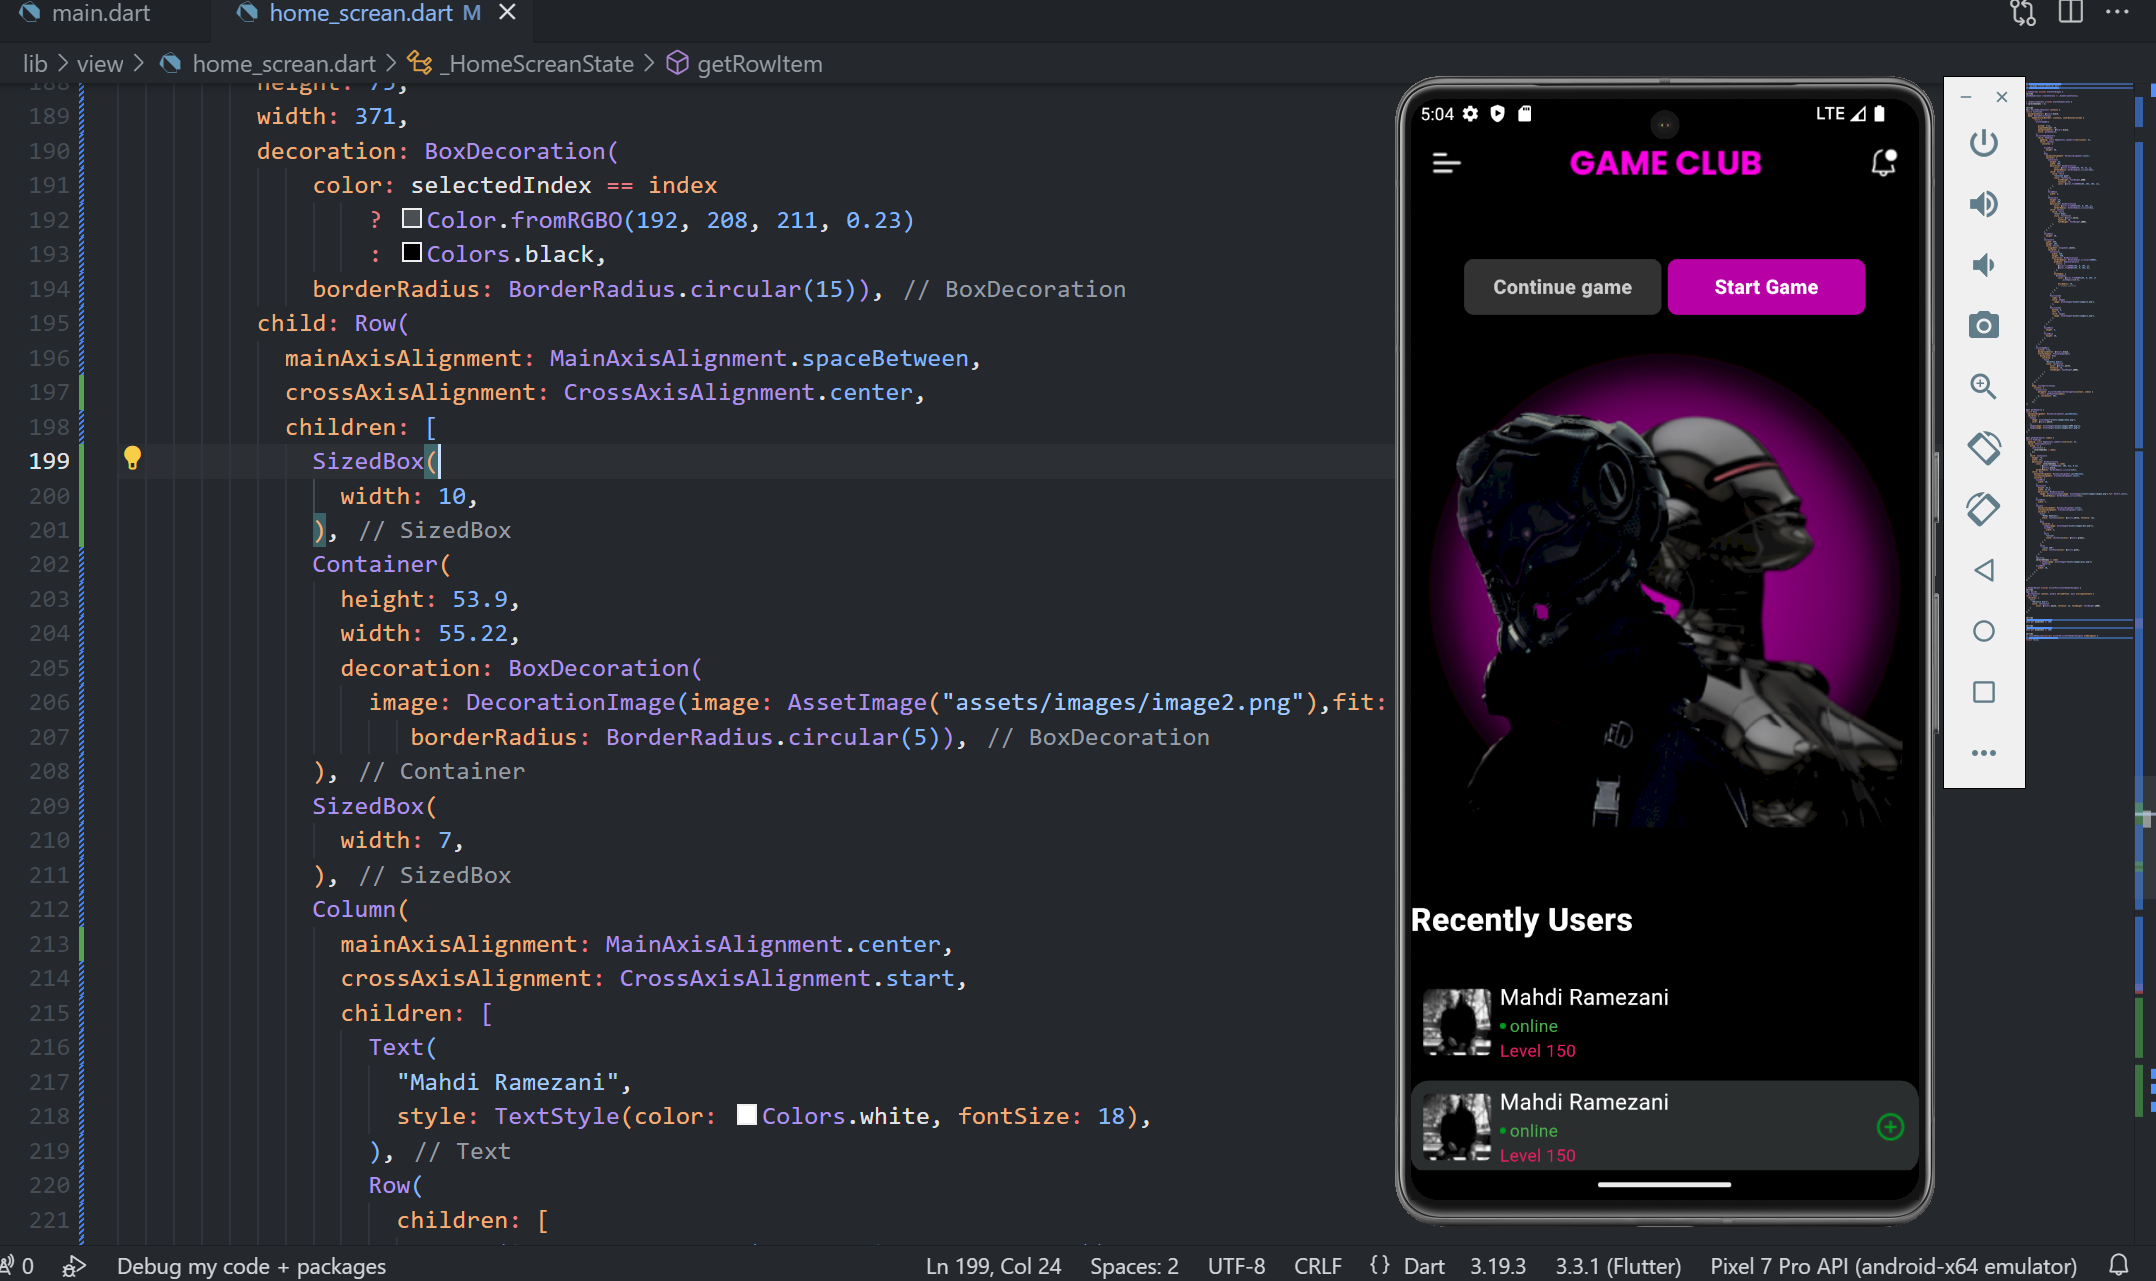 main.dart
home_screan.dart M
lib > view > home_screan.dart > _HomeScreanState > getRowItem
188 height: 75,
189 width: 371,
190 decoration: BoxDecoration(
191 color: selectedIndex == index
192 ? Color.fromRGBO(192, 208, 211, 0.23)
193 : Colors.black,
194 borderRadius: BorderRadius.circular(15)), // BoxDecoration
195 child: Row(
196 mainAxisAlignment: MainAxisAlignment.spaceBetween,
197 crossAxisAlignment: CrossAxisAlignment.center,
198 children: [
199 SizedBox(
200 width: 10,
201 ), // SizedBox
202 Container(
203 height: 53.9,
204 width: 55.22,
205 decoration: BoxDecoration(
206 image: DecorationImage(image: AssetImage("assets/images/image2.png"),fit:
207 borderRadius: BorderRadius.circular(5)), // BoxDecoration
208 ), // Container
209 SizedBox(
210 width: 7,
211 ), // SizedBox
212 Column(
213 mainAxisAlignment: MainAxisAlignment.center,
214 crossAxisAlignment: CrossAxisAlignment.start,
215 children: [
216 Text(
217 "Mahdi Ramezani",
218 style: TextStyle(color: Colors.white, fontSize: 18),
219 ), // Text
220 Row(
221 children: [
5:04
LTE
GAME CLUB
Continue game
Start Game
Recently Users
Mahdi Ramezani
• online
Level 150
Mahdi Ramezani
• online
Level 150
0
Debug my code + packages
Ln 199, Col 24
Spaces: 2
UTF-8
CRLF
{ } Dart
3.19.3
3.3.1 (Flutter)
Pixel 7 Pro API (android-x64 emulator)